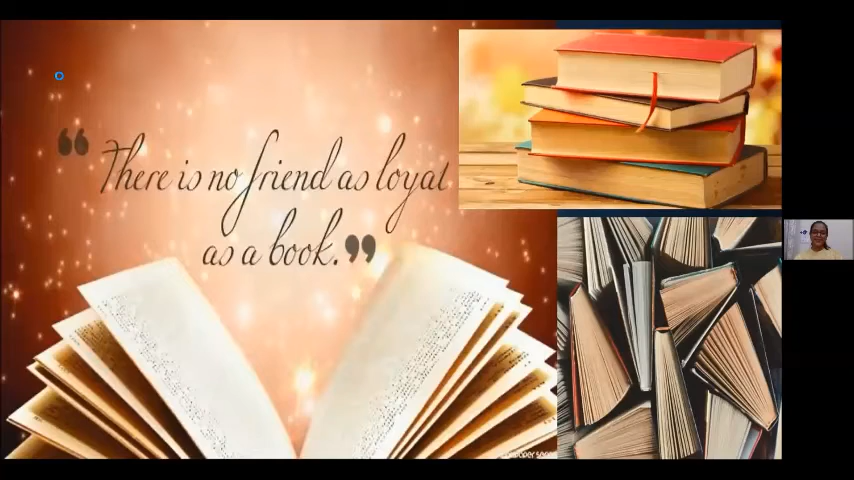 “There is no friend as loyal
as a book.”